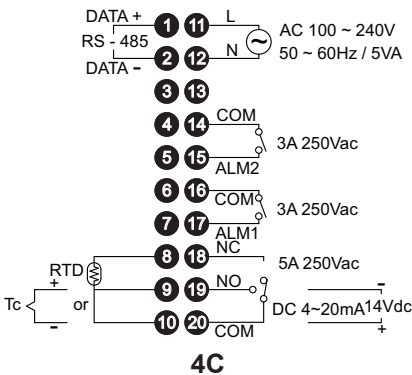 DATA +
RS - 485
DATA -
1 11 L
2 12 N
AC 100 ~ 240V
50 ~ 60Hz / 5VA
3 13
4 14 COM
5 15 ALM2
3A 250Vac
6 16 COM
7 17 ALM1
3A 250Vac
8 18 NC
RTD
5A 250Vac
+
Tc
or
9 19 NO
DC 4~20mA 14Vdc
-
-
+
10 20 COM
4C